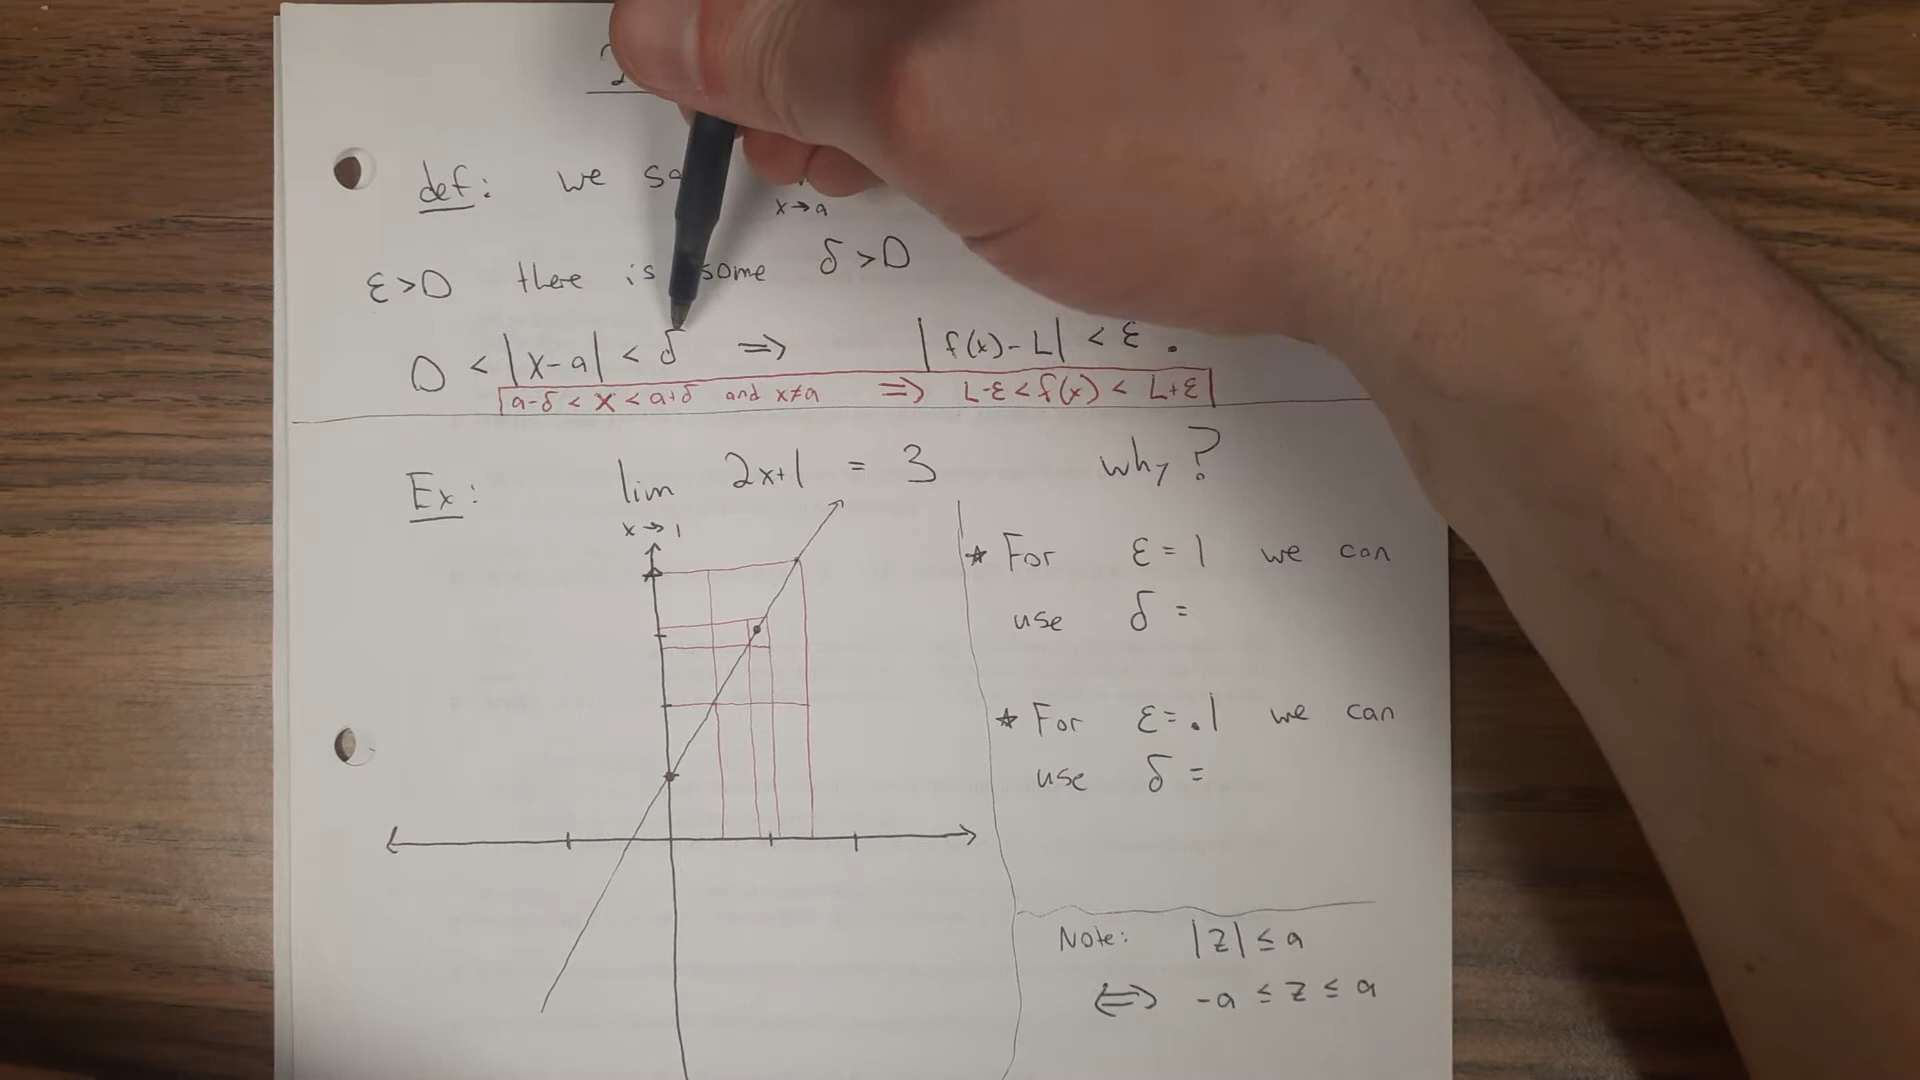 def: we
x→a
ε>0 there is some δ>0
0 < |x-a| < δ ⟹ |f(x)-L| < ε.
a-δ < x < a+δ and x≠a ⟹ L-ε < f(x) < L+ε
Ex: lim 2x+1 = 3 why?
x→1
* For ε = 1 we can
use δ =
* For ε = .1 we can
use δ =
Note: |z| ≤ a
⟺ -a ≤ z ≤ a